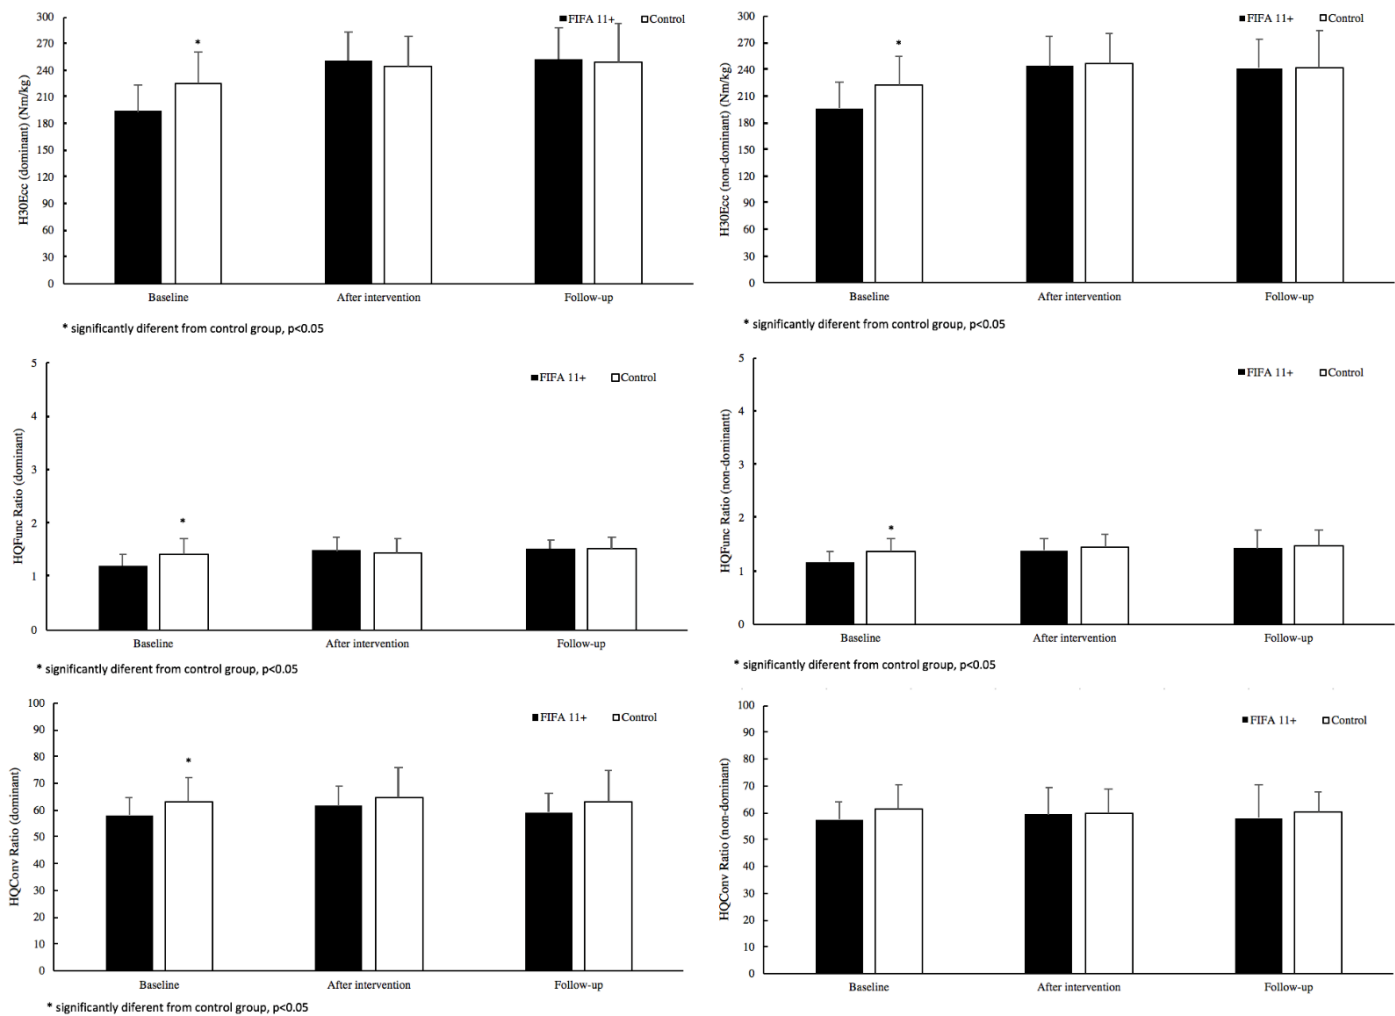 FIFA 11+ Control
H30Ecc (dominant) (Nm/kg)
300
270
240
210
180
150
120
90
60
30
0
*
Baseline After intervention Follow-up
* significantly diferent from control group, p<0.05
FIFA 11+ Control
H30Ecc (non-dominant) (Nm/kg)
300
270
240
210
180
150
120
90
60
30
0
*
Baseline After intervention Follow-up
* significantly diferent from control group, p<0.05
FIFA 11+ Control
HQFunc Ratio (dominant)
5
4
3
2
1
0
*
Baseline After intervention Follow-up
* significantly diferent from control group, p<0.05
FIFA 11+ Control
HQFunc Ratio (non-dominantt)
5
4
3
2
1
0
*
Baseline After intervention Follow-up
* significantly diferent from control group, p<0.05
FIFA 11+ Control
HQConv Ratio (dominant)
100
90
80
70
60
50
40
30
20
10
0
*
Baseline After intervention Follow-up
* significantly diferent from control group, p<0.05
FIFA 11+ Control
HQConv Ratio (non-dominant)
100
90
80
70
60
50
40
30
20
10
0
Baseline After intervention Follow-up